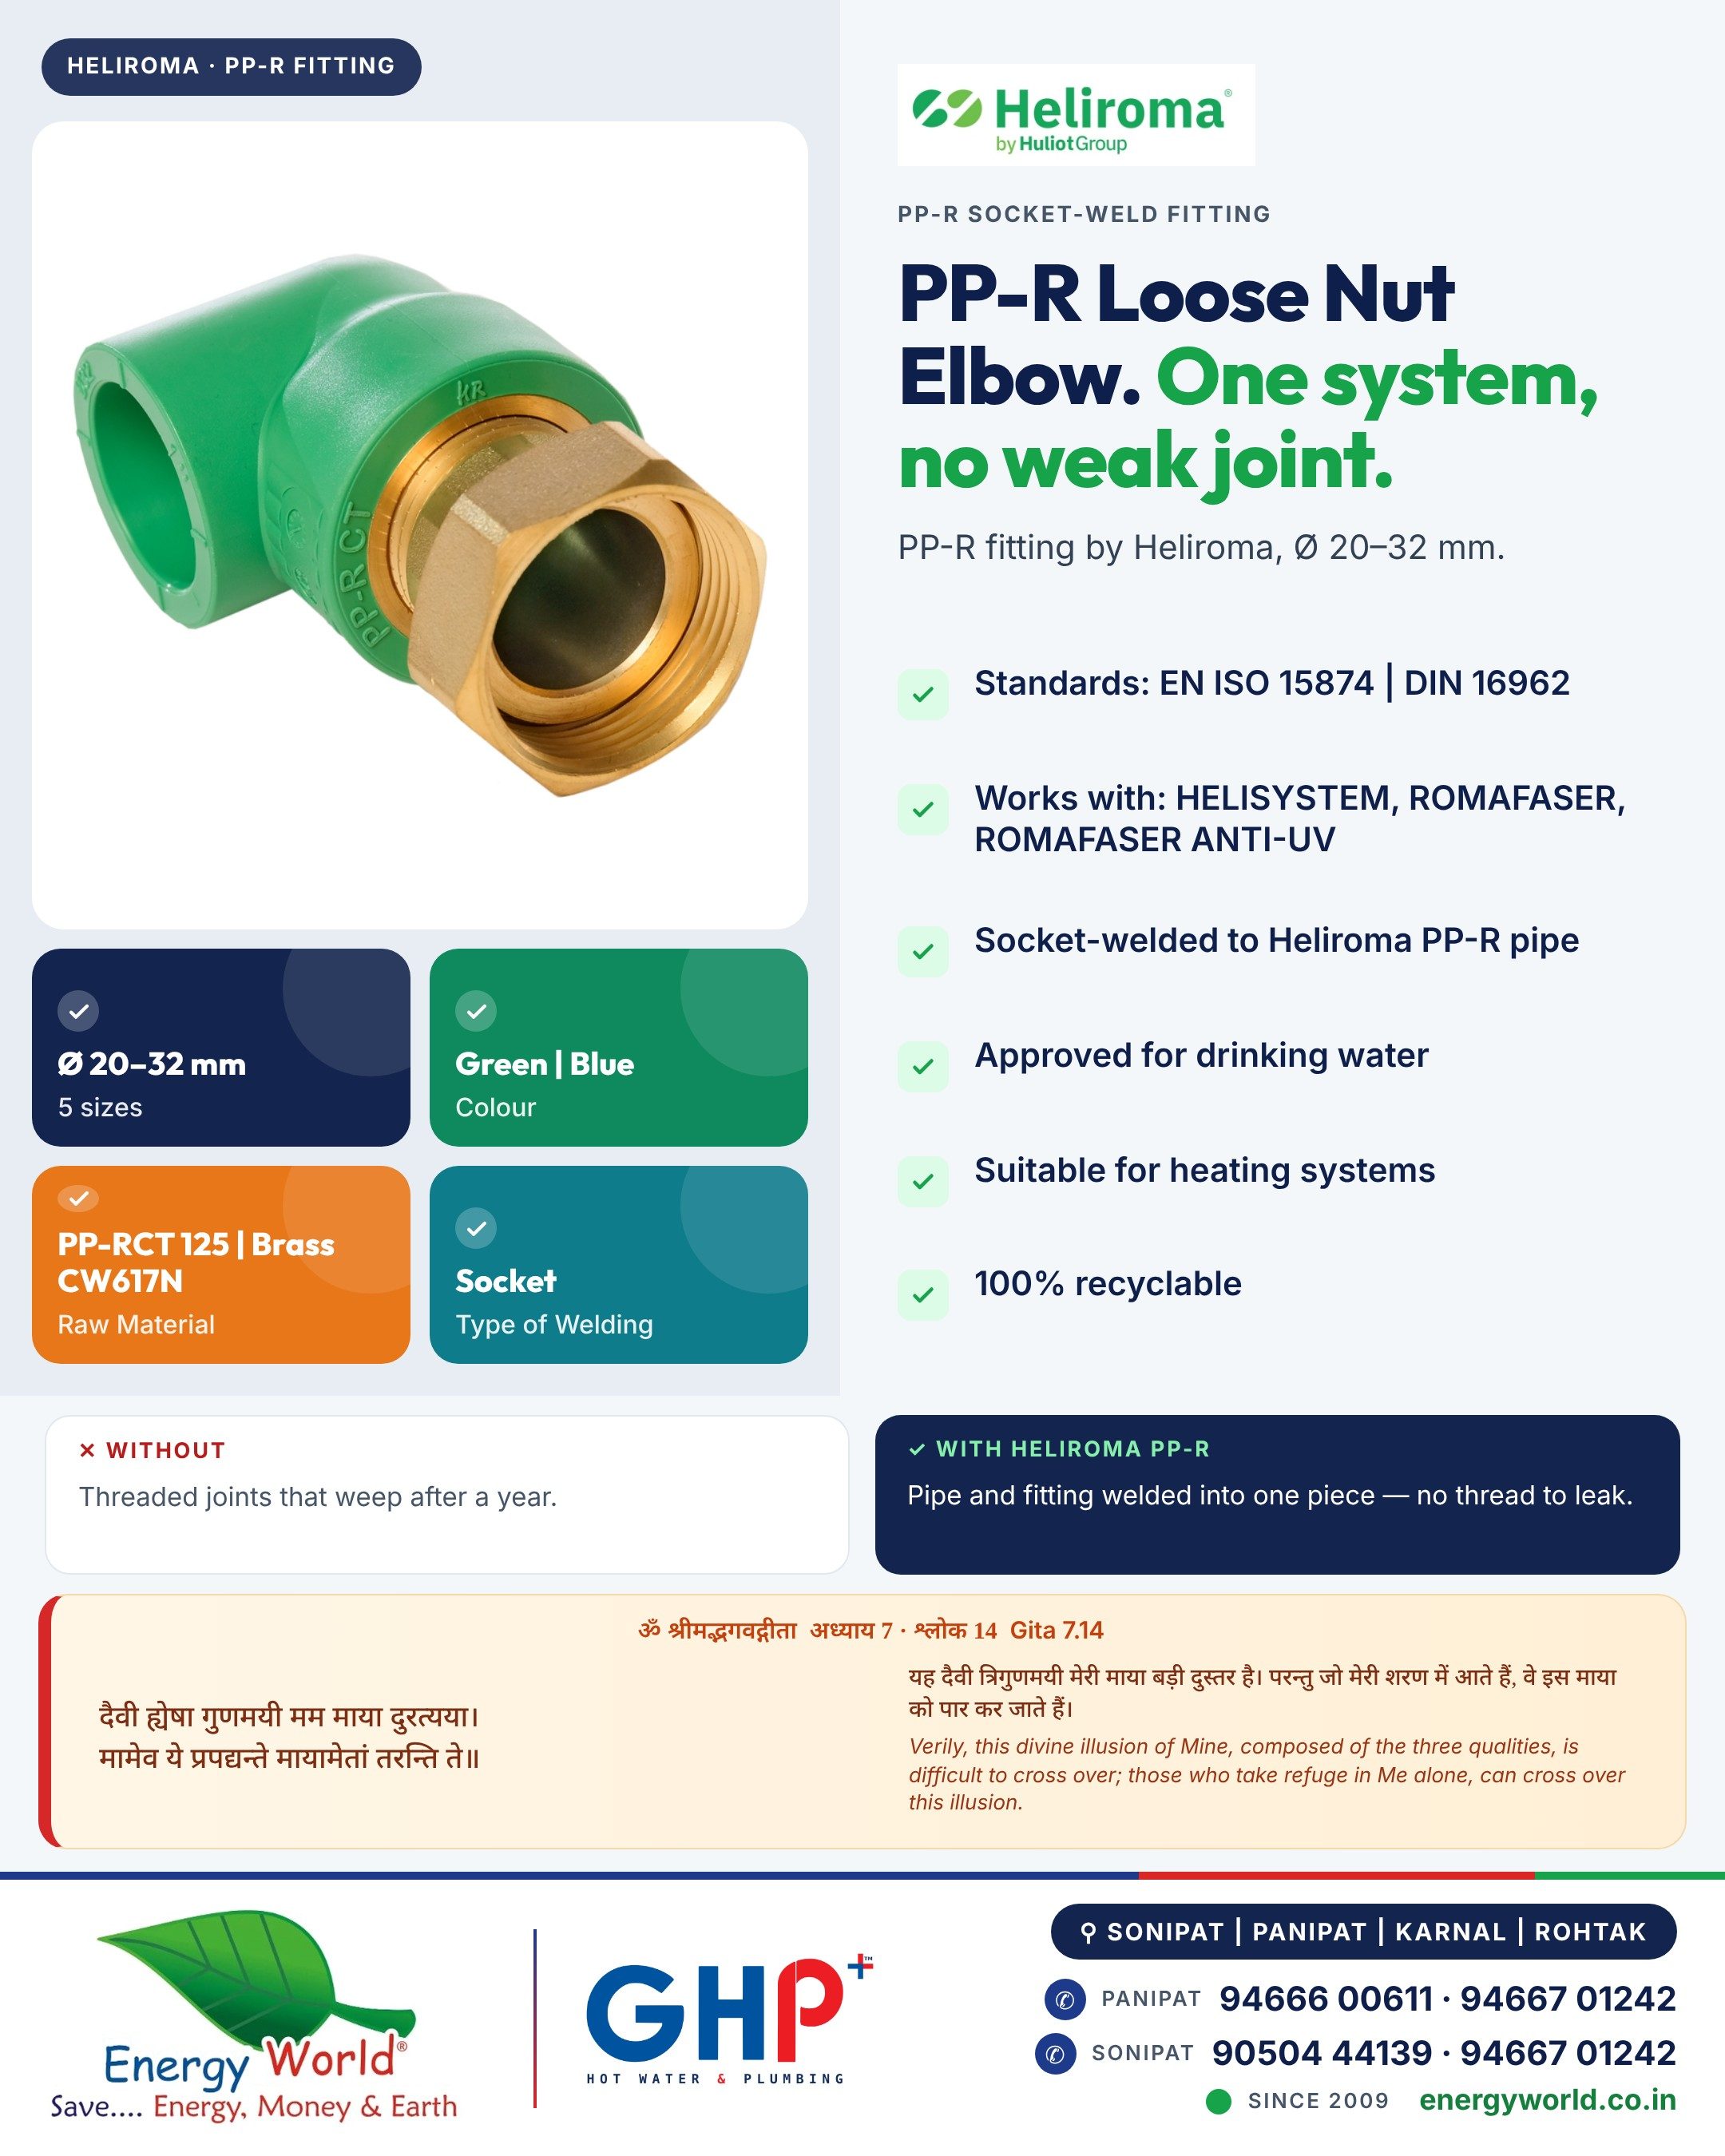 HELIROMA · PP-R FITTING
HR
PP-R CT
Ø 20–32 mm
5 sizes
Green | Blue
Colour
PP-RCT 125 | Brass
CW617N
Raw Material
Socket
Type of Welding
Heliroma®
by HuliotGroup
PP-R SOCKET-WELD FITTING
PP-R Loose Nut
Elbow. One system,
no weak joint.
PP-R fitting by Heliroma, Ø 20–32 mm.
Standards: EN ISO 15874 | DIN 16962
Works with: HELISYSTEM, ROMAFASER,
ROMAFASER ANTI-UV
Socket-welded to Heliroma PP-R pipe
Approved for drinking water
Suitable for heating systems
100% recyclable
× WITHOUT
Threaded joints that weep after a year.
✓ WITH HELIROMA PP-R
Pipe and fitting welded into one piece — no thread to leak.
ॐ श्रीमद्भगवद्गीता अध्याय 7 · श्लोक 14 Gita 7.14
दैवी ह्येषा गुणमयी मम माया दुरत्यया।
मामेव ये प्रपद्यन्ते मायामेतां तरन्ति ते॥
यह दैवी त्रिगुणमयी मेरी माया बड़ी दुस्तर है। परन्तु जो मेरी शरण में आते हैं, वे इस माया
को पार कर जाते हैं।
Verily, this divine illusion of Mine, composed of the three qualities, is
difficult to cross over; those who take refuge in Me alone, can cross over
this illusion.
Energy World®
Save.... Energy, Money & Earth
GHP+™
HOT WATER & PLUMBING
SONIPAT | PANIPAT | KARNAL | ROHTAK
PANIPAT 94666 00611 · 94667 01242
SONIPAT 90504 44139 · 94667 01242
SINCE 2009 energyworld.co.in